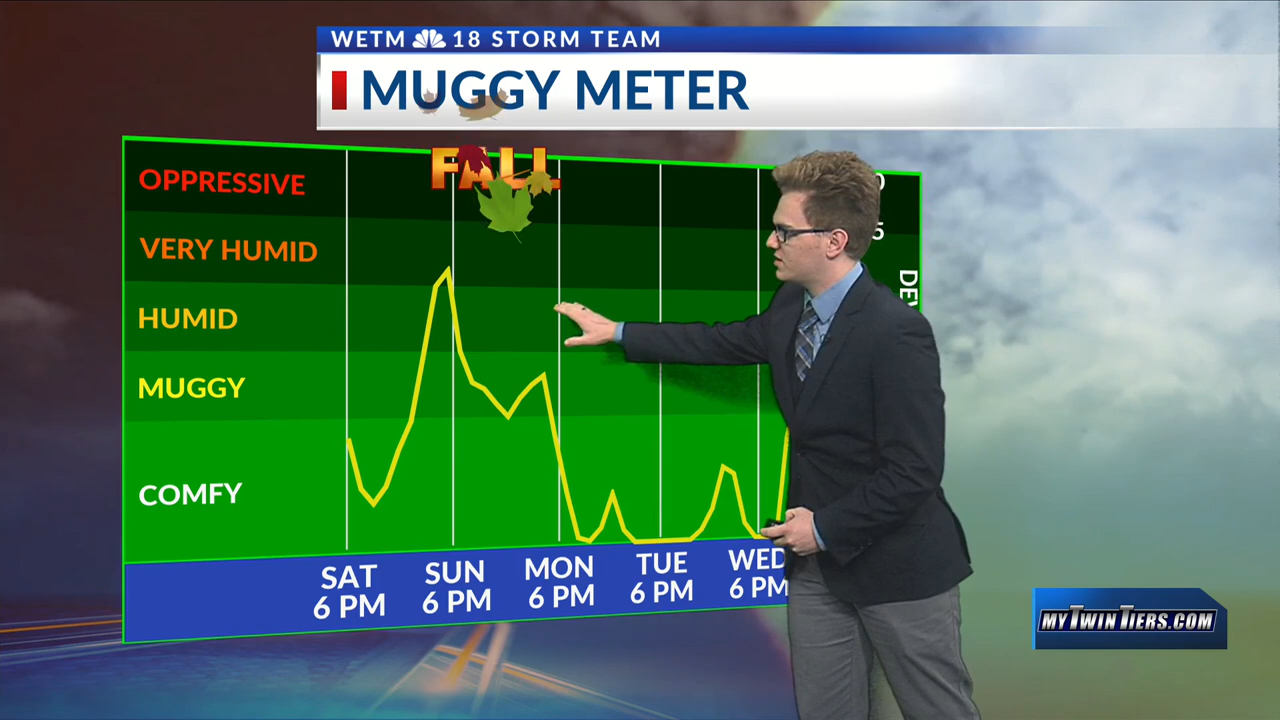 WETM 18 STORM TEAM
MUGGY METER
FALL
OPPRESSIVE
VERY HUMID
HUMID
MUGGY
COMFY
SAT
6 PM
SUN
6 PM
MON
6 PM
TUE
6 PM
WED
6 PM
MYTWINTIERS.COM